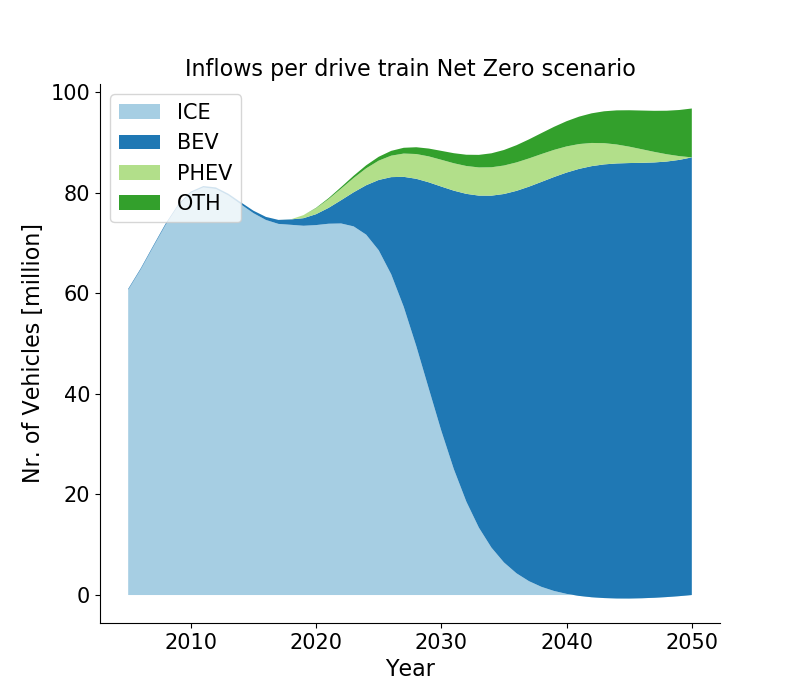 Inflows per drive train Net Zero scenario
100
80
60
40
20
0
Nr. of Vehicles [million]
ICE
BEV
PHEV
OTH
2010 2020 2030 2040 2050
Year